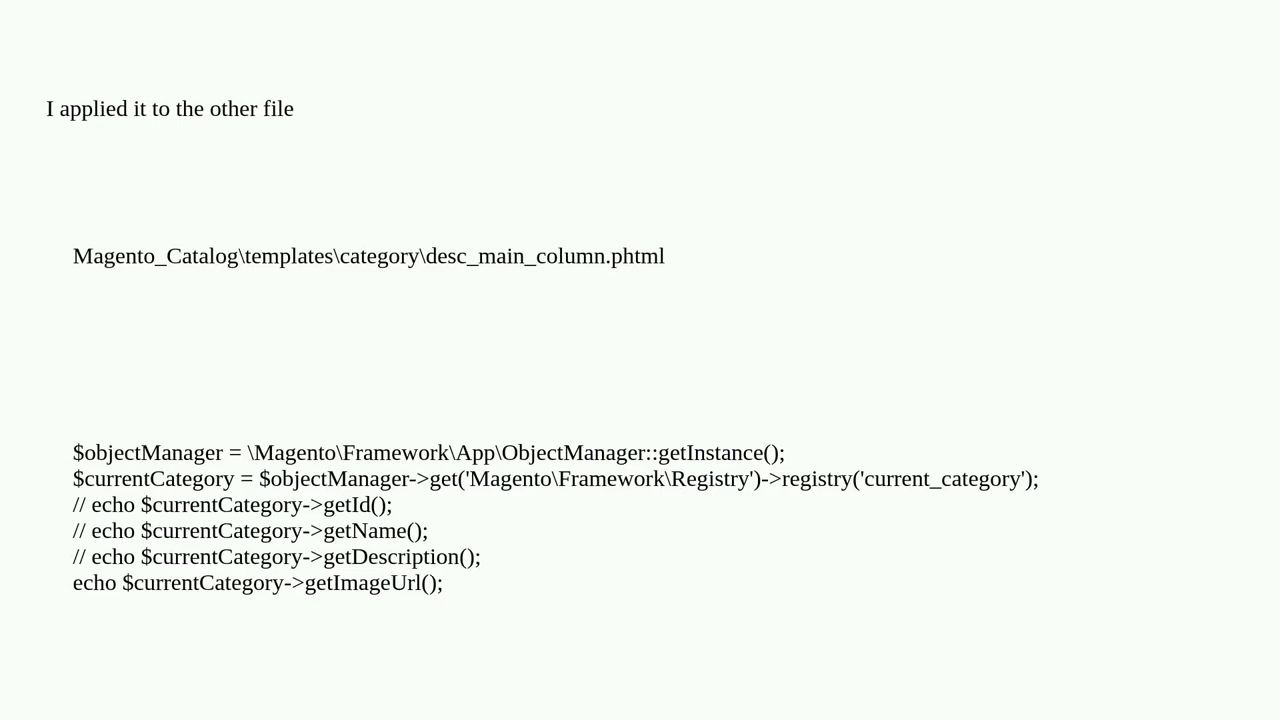 I applied it to the other file
Magento_Catalog\templates\category\desc_main_column.phtml
$objectManager = \Magento\Framework\App\ObjectManager::getInstance();
$currentCategory = $objectManager->get('Magento\Framework\Registry')->registry('current_category');
// echo $currentCategory->getId();
// echo $currentCategory->getName();
// echo $currentCategory->getDescription();
echo $currentCategory->getImageUrl();